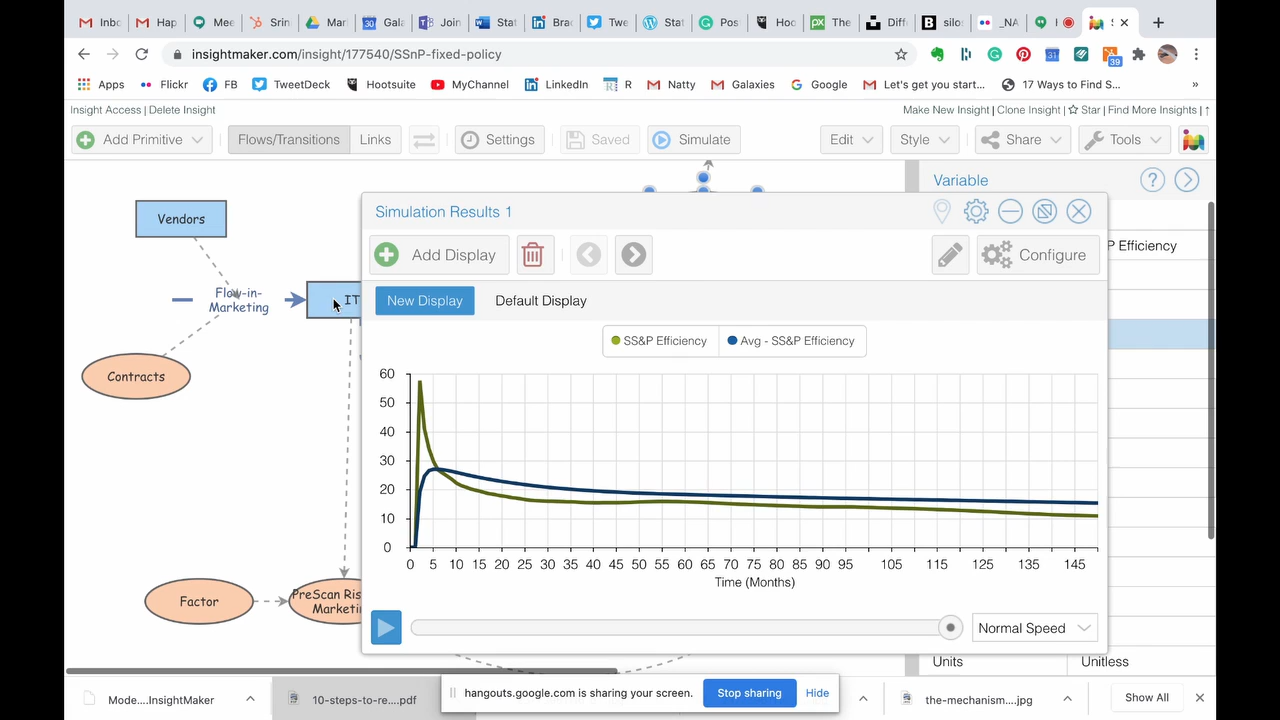 Inbo
Hap
Mee
Srin
Mar
Gala
Join
Stat
Brac
Twe
Stat
Pos
Hoo
The
Diff
silo
_NA
insightmaker.com/insight/177540/SSnP-fixed-policy
39
Apps
Flickr
FB
TweetDeck
Hootsuite
MyChannel
LinkedIn
R
Natty
Galaxies
Google
Let's get you start...
17 Ways to Find S...
»
Insight Access | Delete Insight
Make New Insight | Clone Insight | Star | Find More Insights | ↑
Add Primitive
Flows/Transitions
Links
Settings
Saved
Simulate
Edit
Style
Share
Tools
Variable
Vendors
Flow-in-
Marketing
IT
Contracts
Factor
PreScan Ris
Marketin
P Efficiency
Simulation Results 1
Add Display
Configure
New Display
Default Display
SS&P Efficiency
Avg - SS&P Efficiency
60
50
40
30
20
10
0
0 5 10 15 20 25 30 35 40 45 50 55 60 65 70 75 80 85 90 95 105 115 125 135 145
Time (Months)
Normal Speed
Units
Unitless
Mode....InsightMaker
10-steps-to-re....pdf
hangouts.google.com is sharing your screen.
Stop sharing
Hide
the-mechanism....jpg
Show All